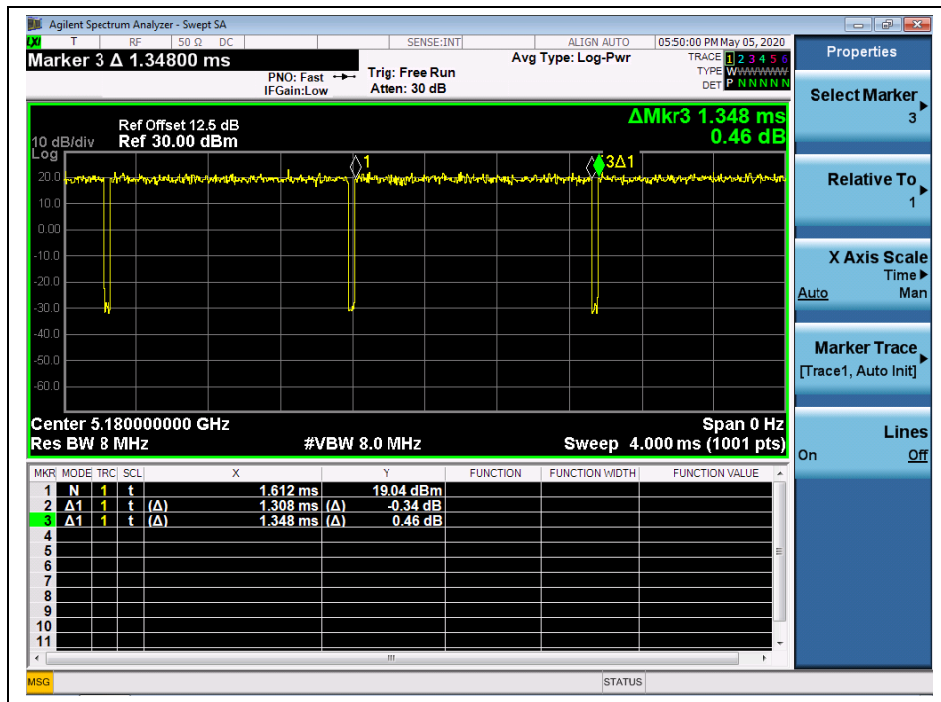 Agilent Spectrum Analyzer - Swept SA
LXI T RF 50 Ω DC SENSE:INT ALIGN AUTO 05:50:00 PM May 05, 2020
Marker 3 Δ 1.34800 ms
PNO: Fast
IFGain:Low
Trig: Free Run
Atten: 30 dB
Avg Type: Log-Pwr
TRACE 1 2 3 4 5 6
TYPE WWWWWW
DET P N N N N N
ΔMkr3 1.348 ms
0.46 dB
Ref Offset 12.5 dB
10 dB/div Ref 30.00 dBm
Log
1
3Δ1
20.0
10.0
0.00
-10.0
-20.0
-30.0
-40.0
-50.0
-60.0
Center 5.180000000 GHz Span 0 Hz
Res BW 8 MHz #VBW 8.0 MHz Sweep 4.000 ms (1001 pts)
MKR MODE TRC SCL X Y FUNCTION FUNCTION WIDTH FUNCTION VALUE
1 N 1 t 1.612 ms 19.04 dBm
2 Δ1 1 t (Δ) 1.308 ms (Δ) -0.34 dB
3 Δ1 1 t (Δ) 1.348 ms (Δ) 0.46 dB
4
5
6
7
8
9
10
11
MSG STATUS
Properties
Select Marker
3
Relative To
1
X Axis Scale
Time
Auto Man
Marker Trace
[Trace1, Auto Init]
Lines
On Off